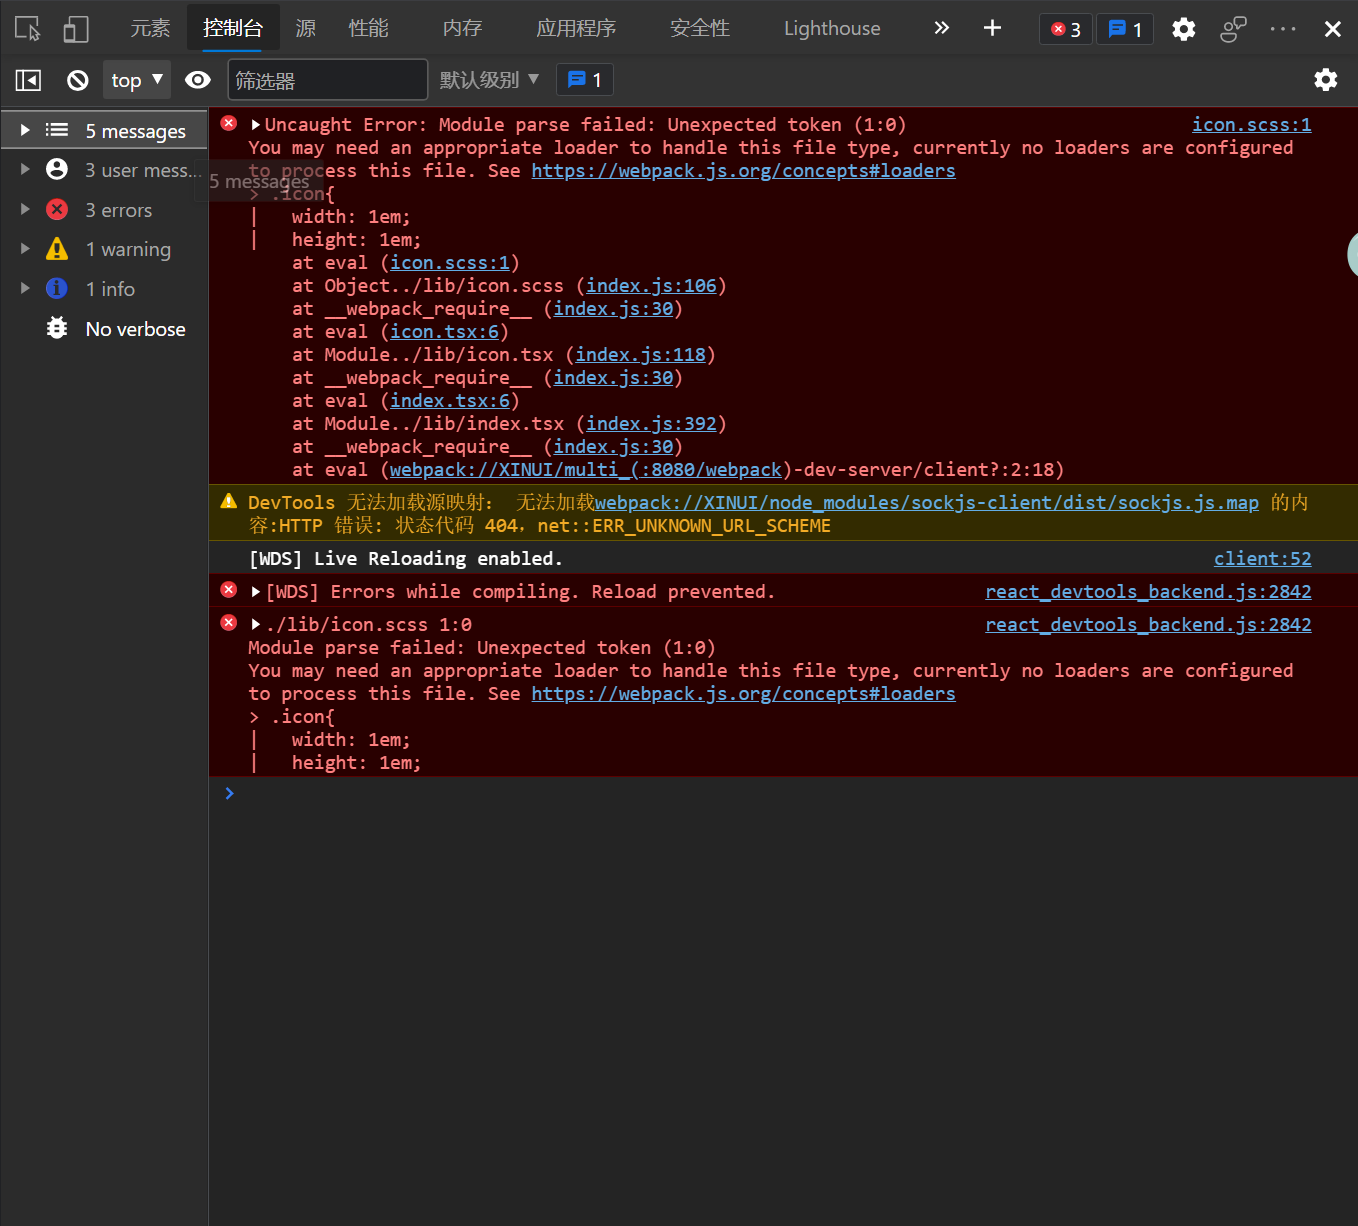 元素 控制台 源 性能 内存 应用程序 安全性 Lighthouse 3 1
top 筛选器 默认级别 1
5 messages
3 user mess...
3 errors
1 warning
1 info
No verbose
5 messages
Uncaught Error: Module parse failed: Unexpected token (1:0) icon.scss:1
You may need an appropriate loader to handle this file type, currently no loaders are configured
to process this file. See https://webpack.js.org/concepts#loaders
> .icon{
|   width: 1em;
|   height: 1em;
    at eval (icon.scss:1)
    at Object../lib/icon.scss (index.js:106)
    at __webpack_require__ (index.js:30)
    at eval (icon.tsx:6)
    at Module../lib/icon.tsx (index.js:118)
    at __webpack_require__ (index.js:30)
    at eval (index.tsx:6)
    at Module../lib/index.tsx (index.js:392)
    at __webpack_require__ (index.js:30)
    at eval (webpack://XINUI/multi_(:8080/webpack)-dev-server/client?:2:18)
DevTools 无法加载源映射： 无法加载webpack://XINUI/node_modules/sockjs-client/dist/sockjs.js.map 的内
容:HTTP 错误: 状态代码 404，net::ERR_UNKNOWN_URL_SCHEME
[WDS] Live Reloading enabled. client:52
[WDS] Errors while compiling. Reload prevented. react_devtools_backend.js:2842
./lib/icon.scss 1:0 react_devtools_backend.js:2842
Module parse failed: Unexpected token (1:0)
You may need an appropriate loader to handle this file type, currently no loaders are configured
to process this file. See https://webpack.js.org/concepts#loaders
> .icon{
|   width: 1em;
|   height: 1em;